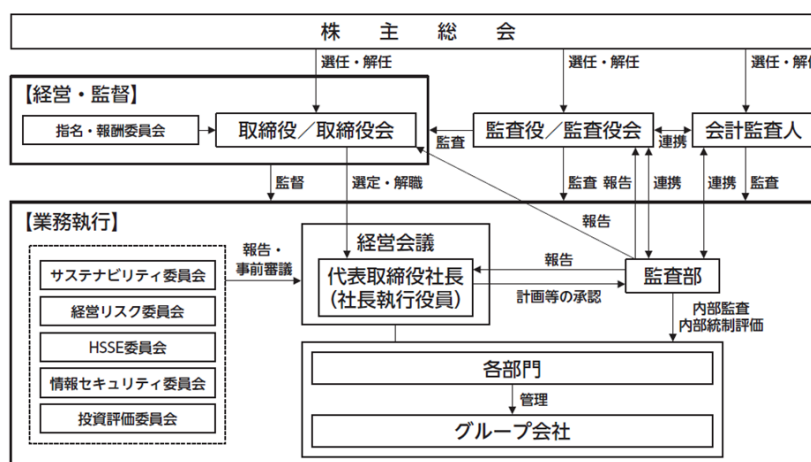 株主総会
選任・解任
選任・解任
選任・解任
【経営・監督】
指名・報酬委員会
取締役／取締役会
監査
監査役／監査役会
連携
会計監査人
監督
選定・解職
監査
報告
連携
連携
監査
【業務執行】
報告
サステナビリティ委員会
経営リスク委員会
HSSE委員会
情報セキュリティ委員会
投資評価委員会
報告・
事前審議
経営会議
代表取締役社長
（社長執行役員）
報告
計画等の承認
監査部
内部監査
内部統制評価
各部門
管理
グループ会社